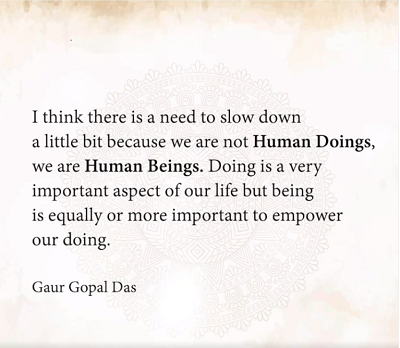 I think there is a need to slow down
a little bit because we are not Human Doings,
we are Human Beings. Doing is a very
important aspect of our life but being
is equally or more important to empower
our doing.
Gaur Gopal Das